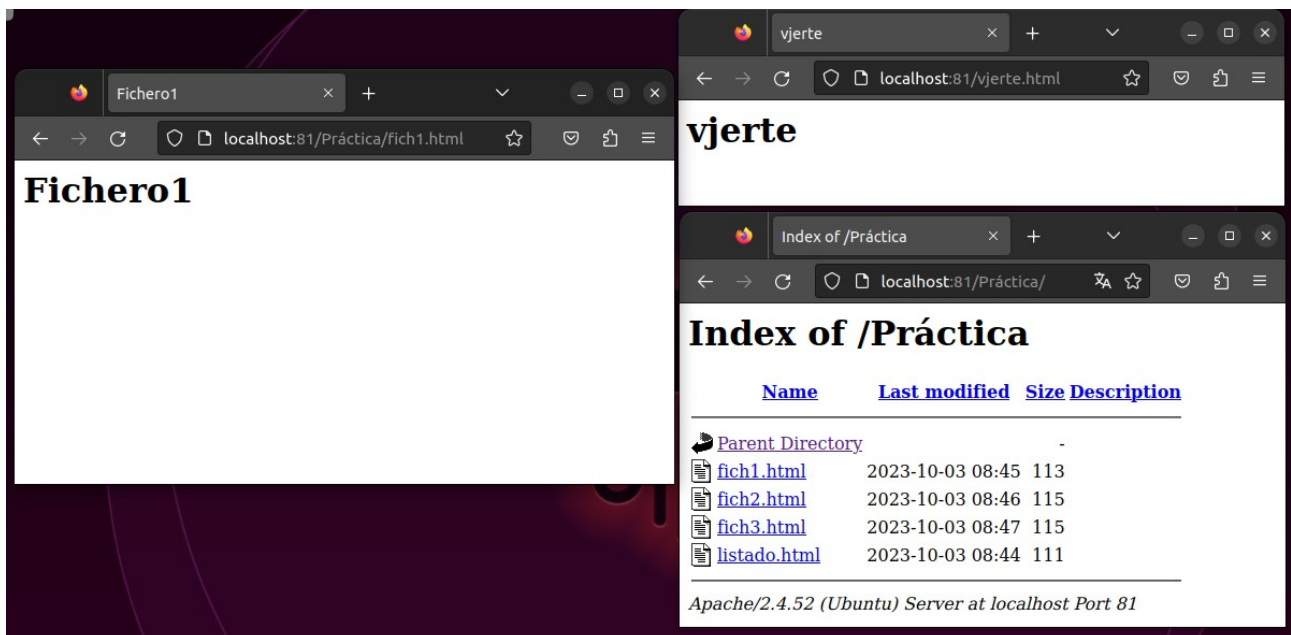 Fichero1
localhost:81/Práctica/fich1.html
Fichero1
vjerte
localhost:81/vjerte.html
vjerte
Index of /Práctica
localhost:81/Práctica/
Index of /Práctica
Name Last modified Size Description
Parent Directory -
fich1.html 2023-10-03 08:45 113
fich2.html 2023-10-03 08:46 115
fich3.html 2023-10-03 08:47 115
listado.html 2023-10-03 08:44 111
Apache/2.4.52 (Ubuntu) Server at localhost Port 81